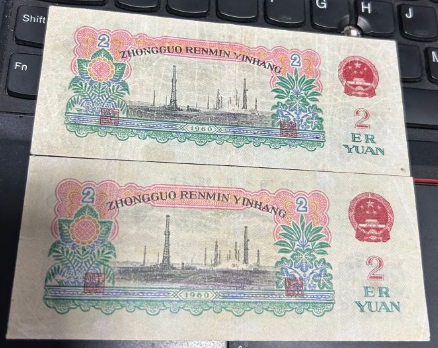 Shift
Fn
G
H
J
2
2
ZHONGGUO RENMIN YINHANG
1960
2
ER
YUAN
2
2
ZHONGGUO RENMIN YINHANG
1960
2
ER
YUAN